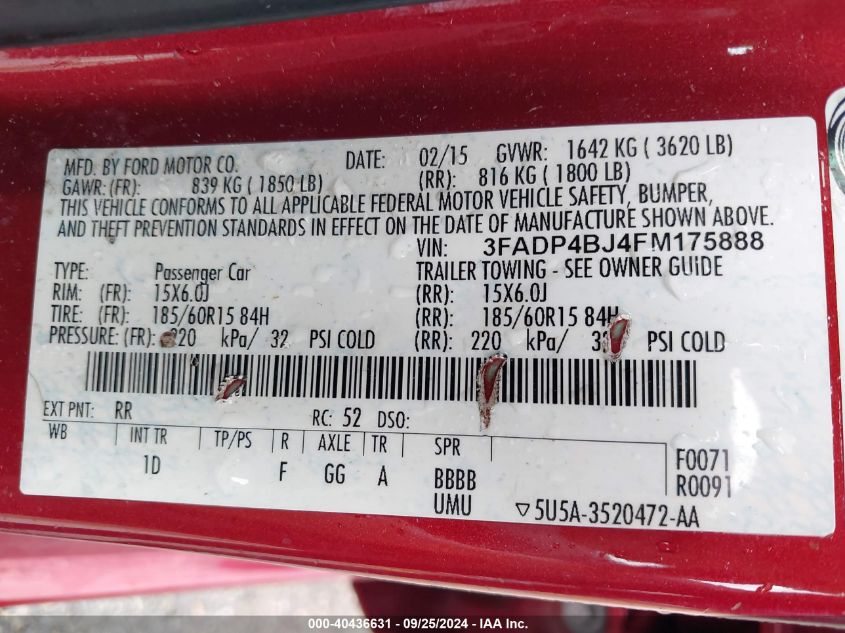 MFD. BY FORD MOTOR CO. DATE: 02/15 GVWR: 1642 KG ( 3620 LB)
GAWR: (FR): 839 KG ( 1850 LB) (RR): 816 KG ( 1800 LB)
THIS VEHICLE CONFORMS TO ALL APPLICABLE FEDERAL MOTOR VEHICLE SAFETY, BUMPER,
AND THEFT PREVENTION STANDARDS IN EFFECT ON THE DATE OF MANUFACTURE SHOWN ABOVE.
VIN: 3FADP4BJ4FM175888
TYPE: Passenger Car TRAILER TOWING - SEE OWNER GUIDE
RIM: (FR): 15X6.0J (RR): 15X6.0J
TIRE: (FR): 185/60R15 84H (RR): 185/60R15 84H
PRESSURE: (FR): 220 kPa/ 32 PSI COLD (RR): 220 kPa/ PSI COLD
EXT PNT: RR RC: 52 DSO:
WB INT TR TP/PS R AXLE TR SPR
1D F GG A BBBB
UMU
F0071
R0091
▽5U5A-3520472-AA
000-40436631 - 09/25/2024 - IAA Inc.